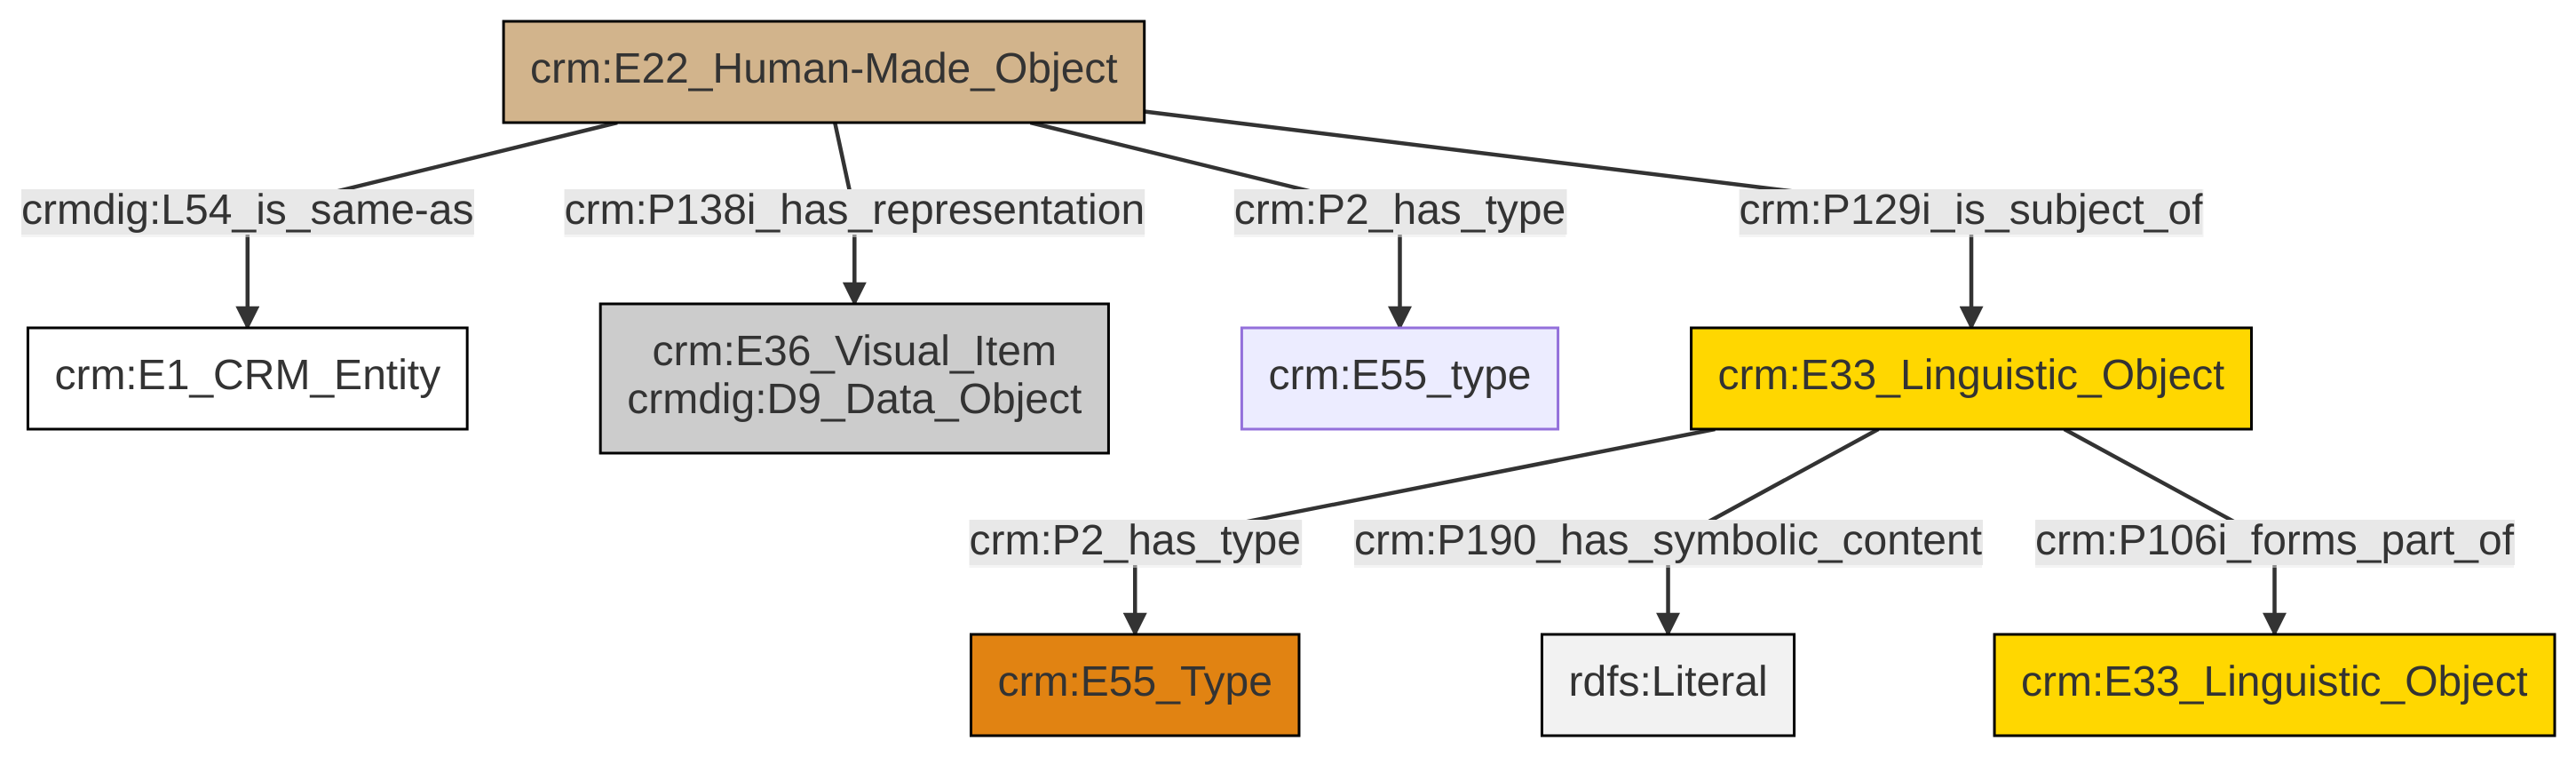 crm:E22_Human-Made_Object
crmdig:L54_is_same-as
crm:P138i_has_representation
crm:P2_has_type
crm:P129i_is_subject_of
crm:E1_CRM_Entity
crm:E36_Visual_Item
crmdig:D9_Data_Object
crm:E55_type
crm:E33_Linguistic_Object
crm:P2_has_type
crm:P190_has_symbolic_content
crm:P106i_forms_part_of
crm:E55_Type
rdfs:Literal
crm:E33_Linguistic_Object